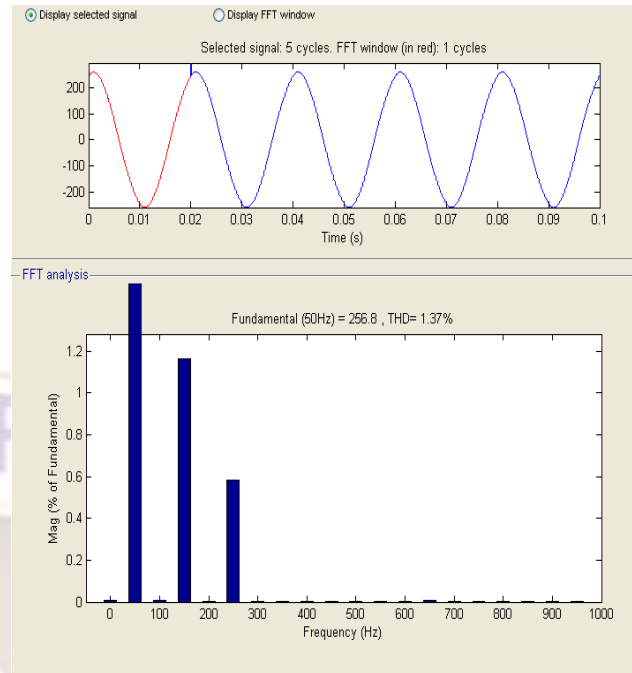 Display selected signal
Display FFT window
Selected signal: 5 cycles. FFT window (in red): 1 cycles
200
100
0
-100
-200
0 0.01 0.02 0.03 0.04 0.05 0.06 0.07 0.08 0.09 0.1
Time (s)
FFT analysis
Fundamental (50Hz) = 256.8 , THD= 1.37%
Mag (% of Fundamental)
1.2
1
0.8
0.6
0.4
0.2
0
0 100 200 300 400 500 600 700 800 900 1000
Frequency (Hz)